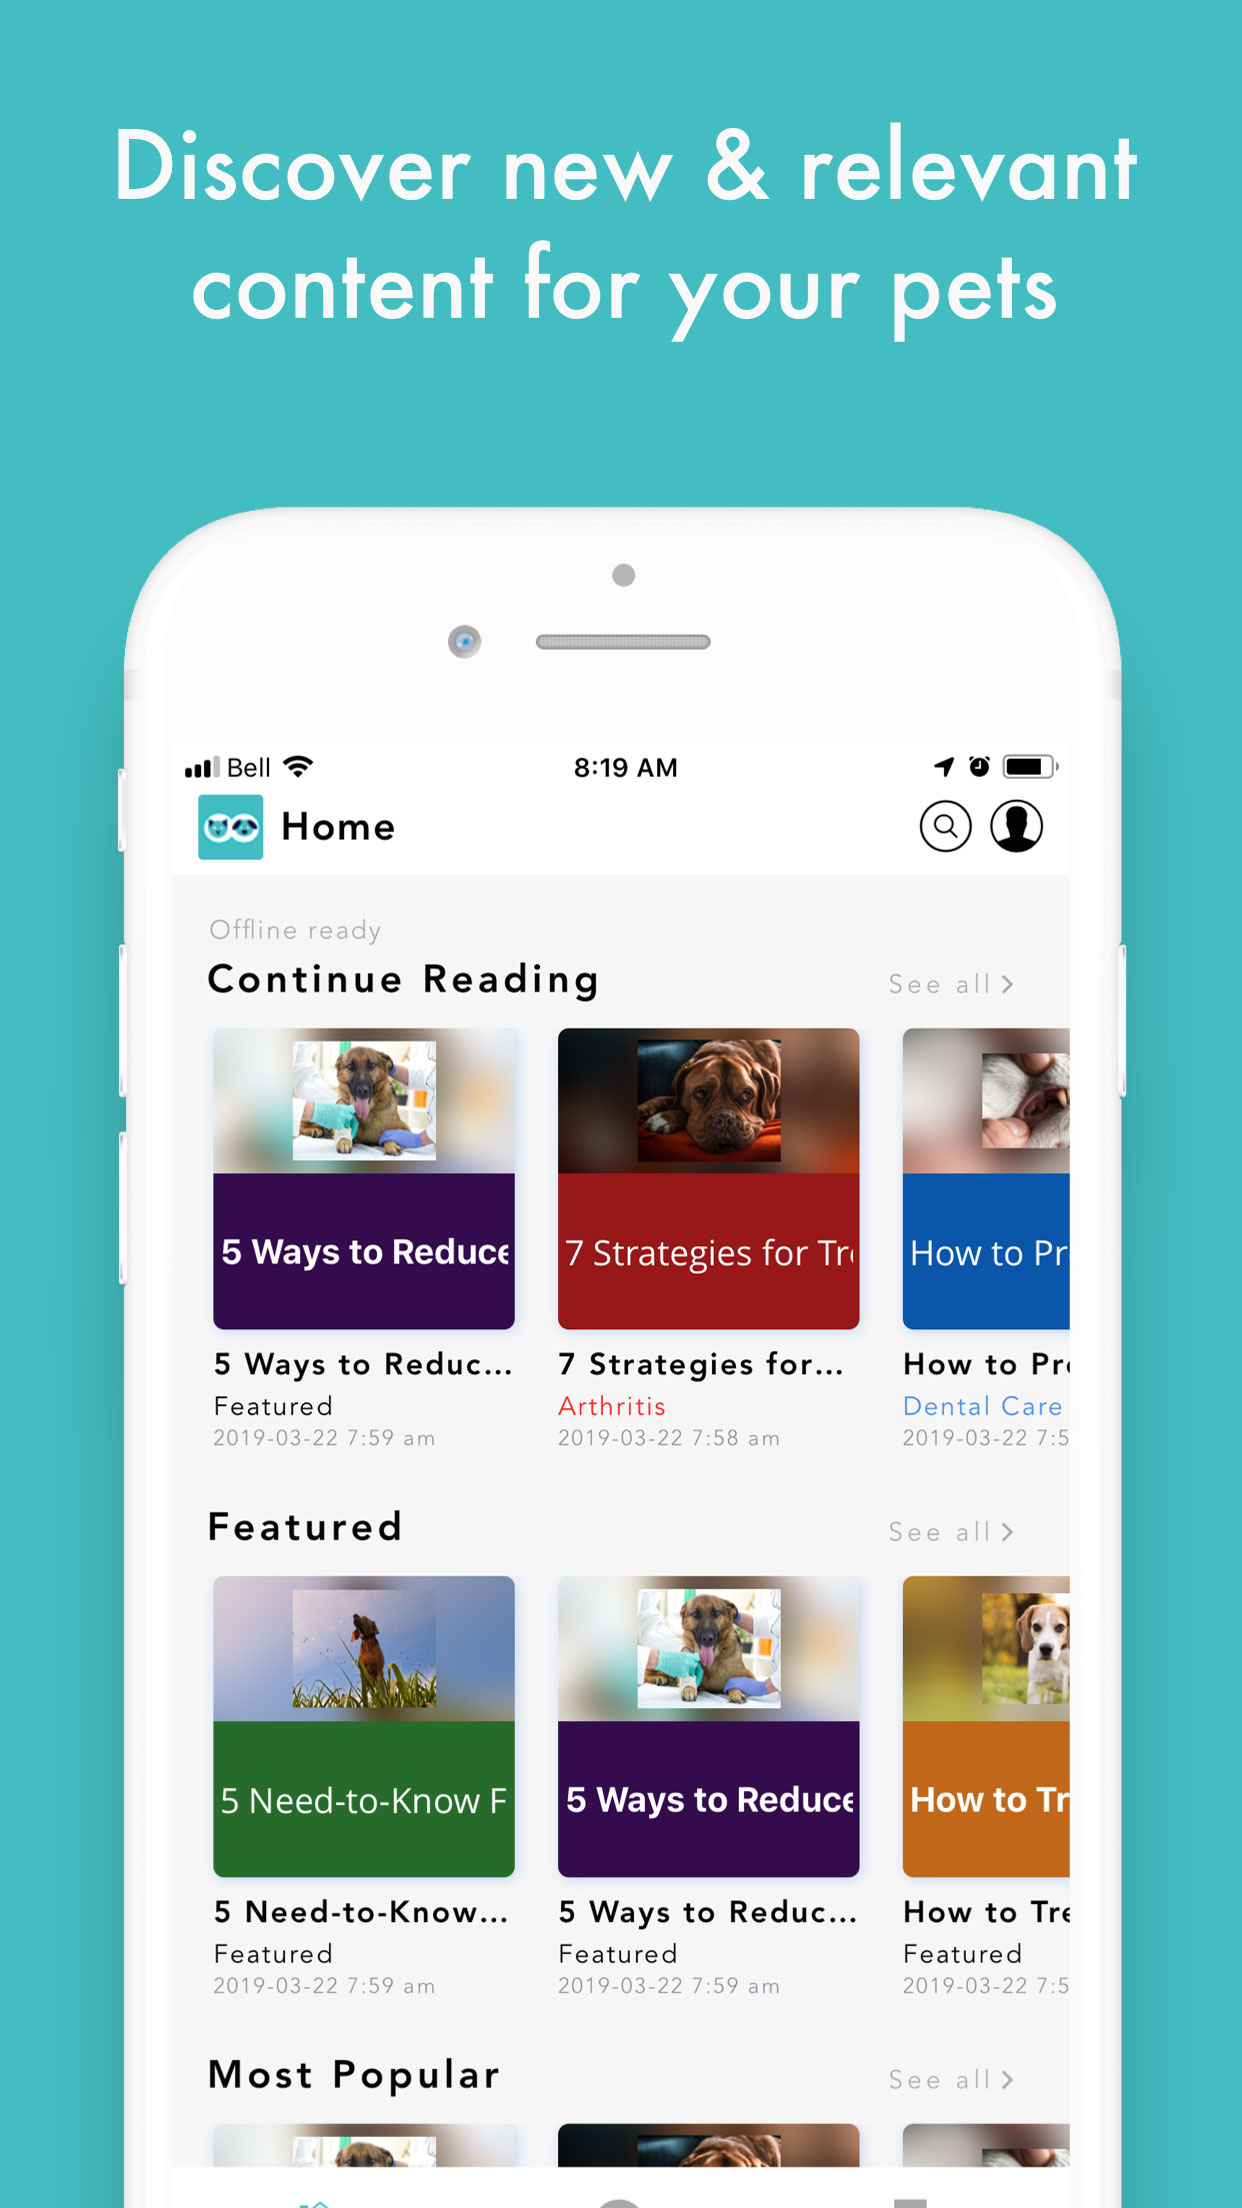 Discover new & relevant
content for your pets
Bell
8:19 AM
Home
Offline ready
Continue Reading
See all
5 Ways to Reduce
7 Strategies for
How to
5 Ways to Reduc...
7 Strategies for...
How to
Featured
Arthritis
Dental Care
2019-03-22 7:59 am
2019-03-22 7:58 am
2019-03-22 7:5
Featured
See all
5 Need-to-Know F
5 Ways to Reduce
How to Tr
5 Need-to-Know...
5 Ways to Reduc...
How to Tre
Featured
Featured
Featured
2019-03-22 7:59 am
2019-03-22 7:59 am
2019-03-22 7:5
Most Popular
See all